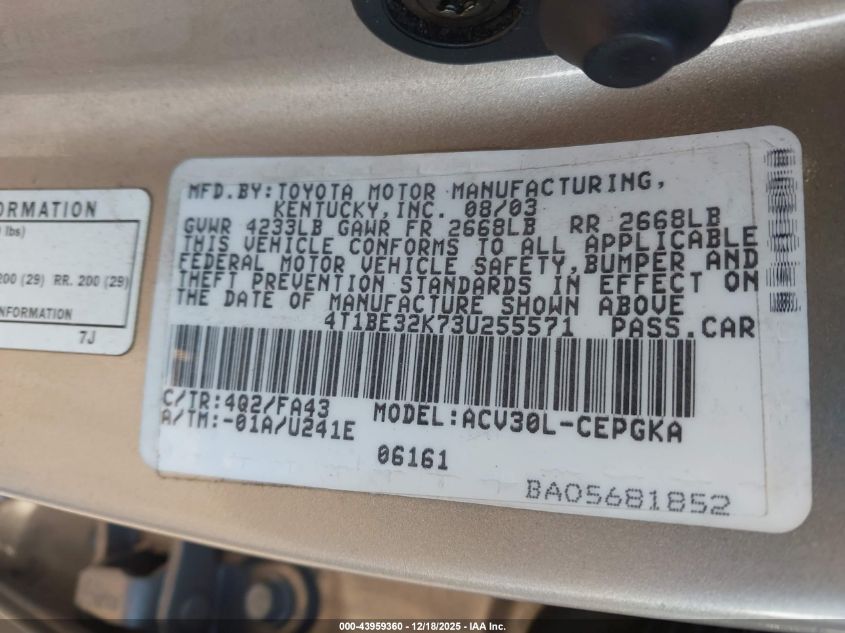 ORMATION
lbs)
200 (29) RR. 200 (29)
INFORMATION
7J
MFD.BY:TOYOTA MOTOR MANUFACTURING,
KENTUCKY,INC. 08/03
GVWR 4233LB GAWR FR 2668LB RR 2668LB
THIS VEHICLE CONFORMS TO ALL APPLICABLE
FEDERAL MOTOR VEHICLE SAFETY,BUMPER AND
THEFT PREVENTION STANDARDS IN EFFECT ON
THE DATE OF MANUFACTURE SHOWN ABOVE
4T1BE32K73U255571 PASS.CAR
C/TR:4Q2/FA43 MODEL:ACV30L-CEPGKA
A/TM:-01A/U241E
06161
BA05681852
000-43959360 - 12/18/2025 - IAA Inc.